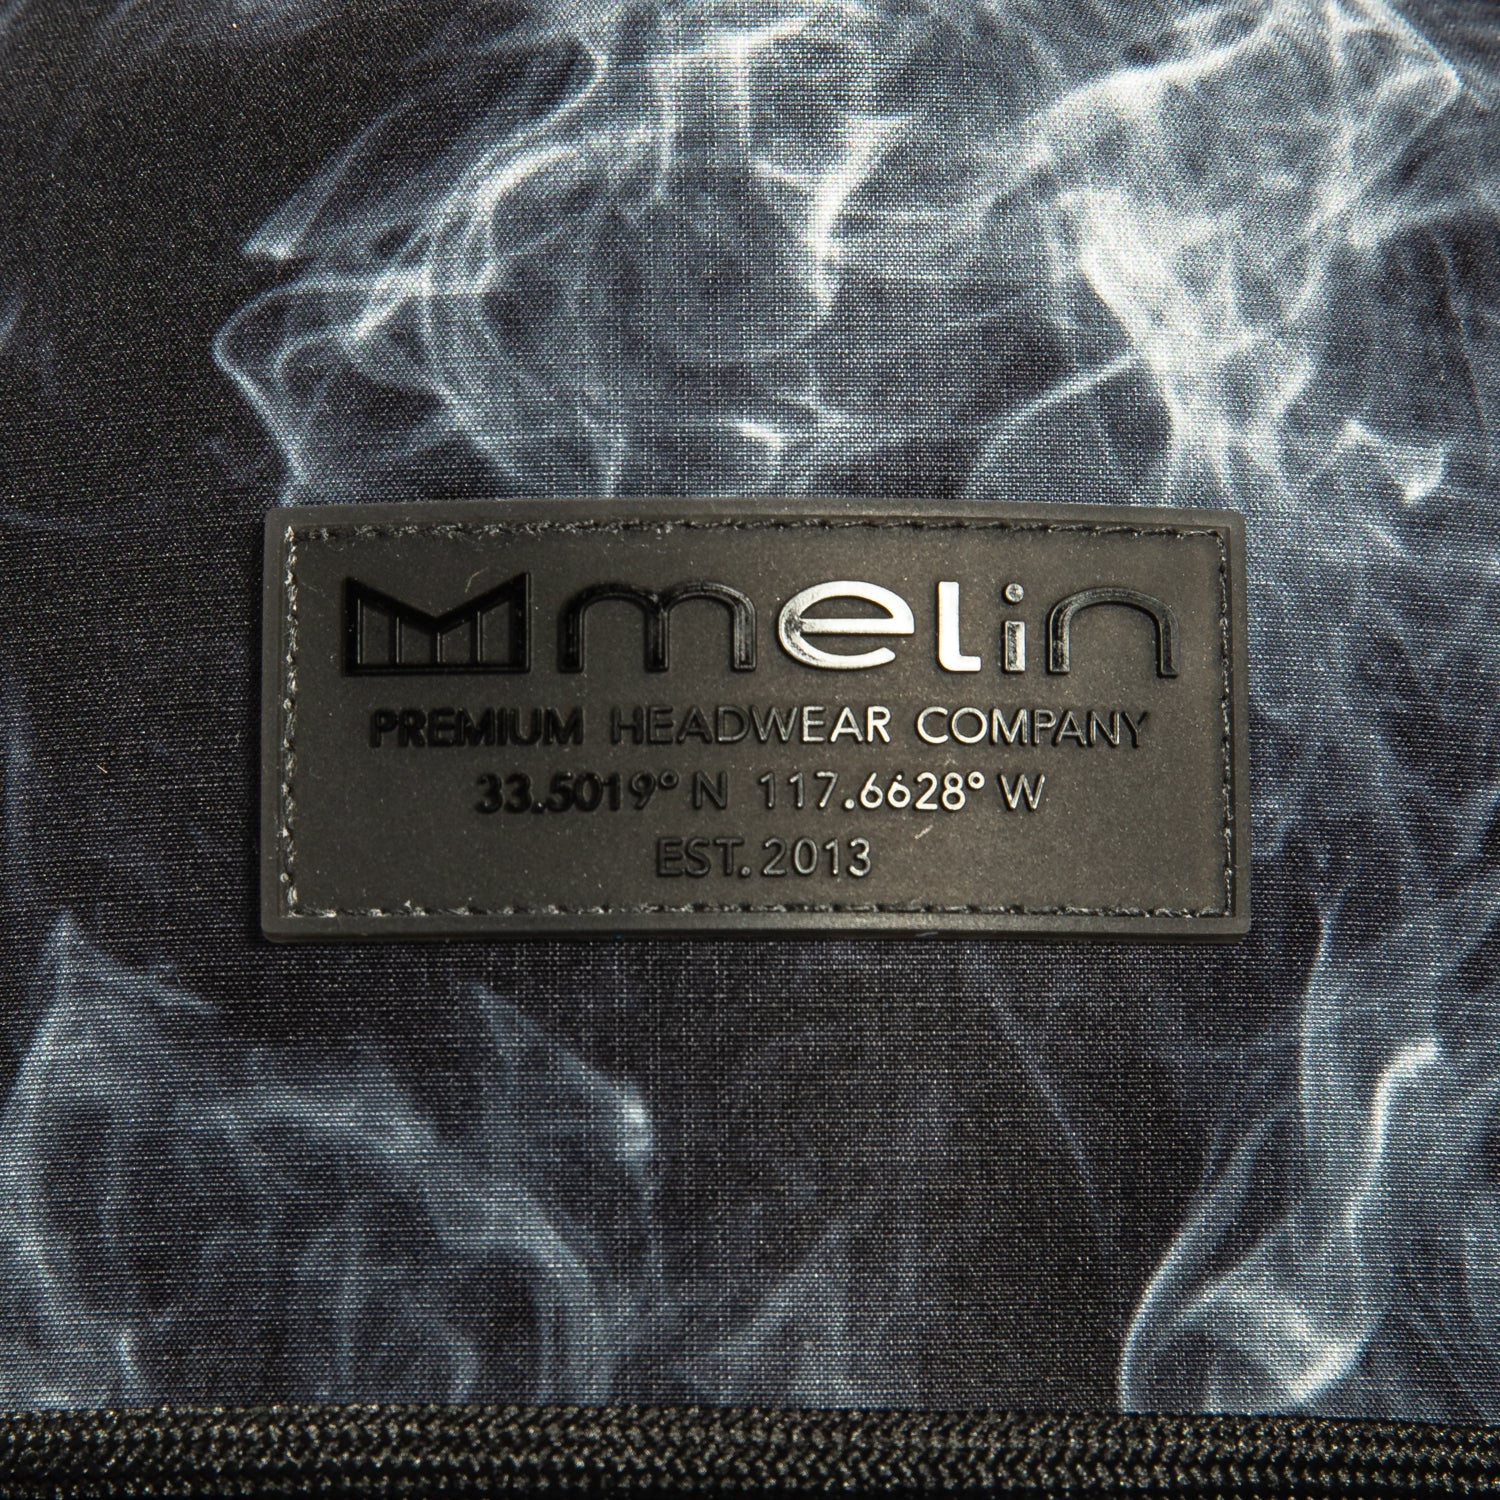 melin
PREMIUM HEADWEAR COMPANY
33.5019° N 117.6628° W
EST. 2013